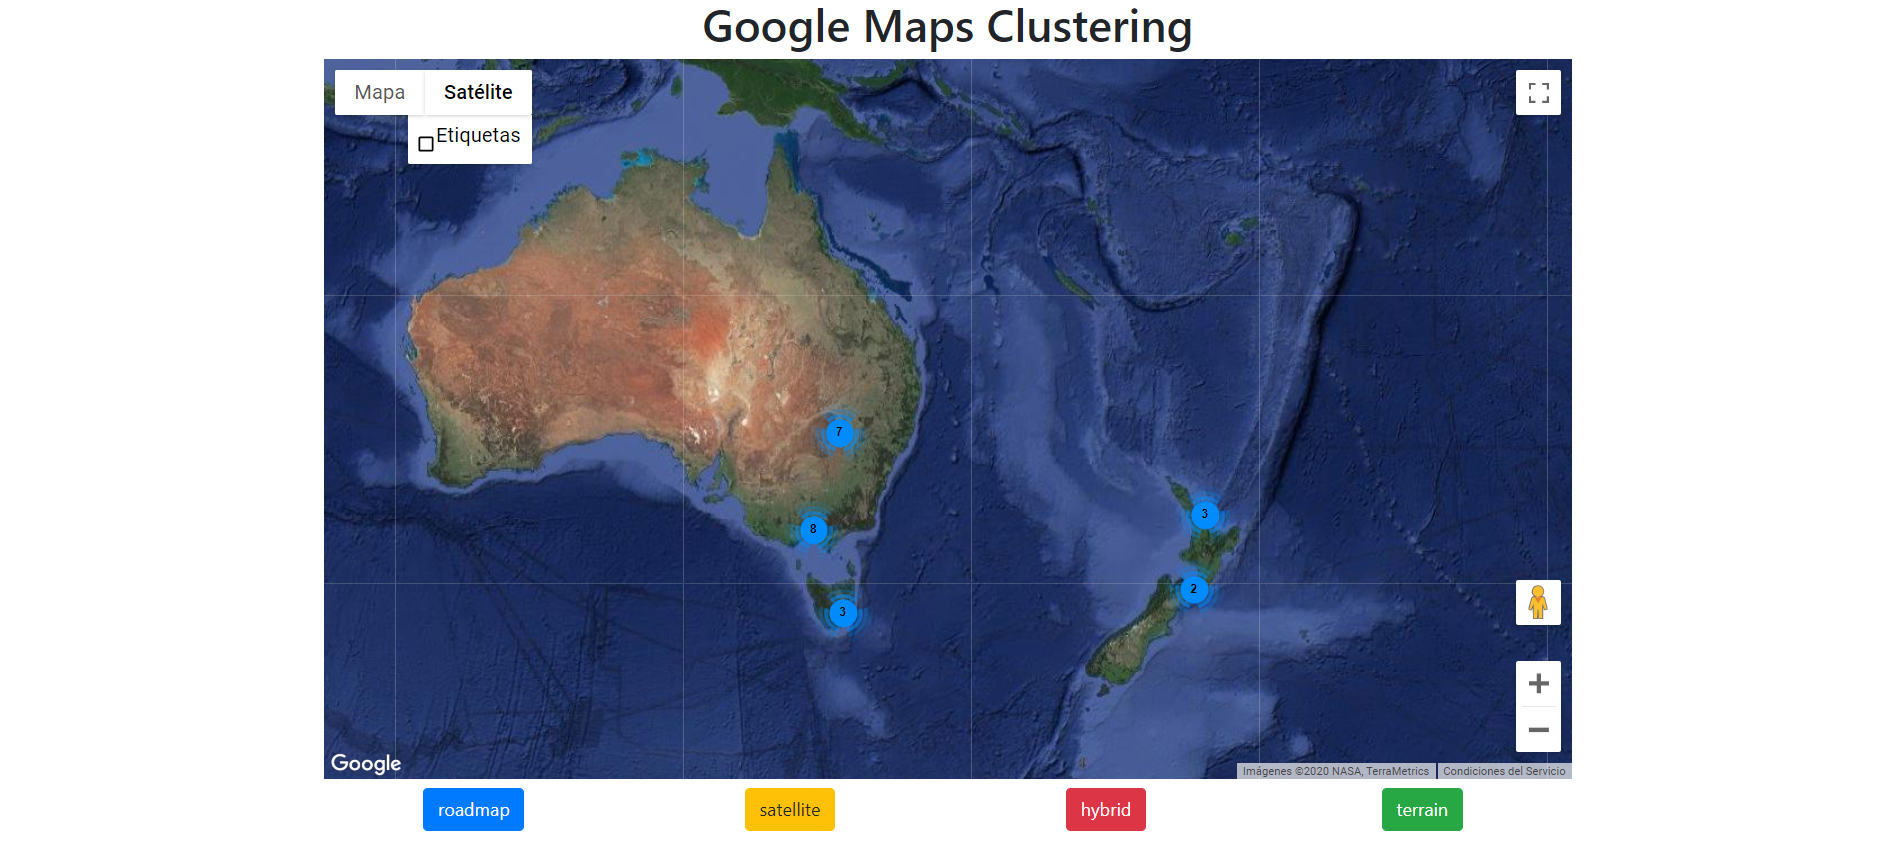 Google Maps Clustering
Mapa Satélite
Etiquetas
7
3
8
2
3
Google
Imágenes ©2020 NASA, TerraMetrics Condiciones del Servicio
roadmap satellite hybrid terrain